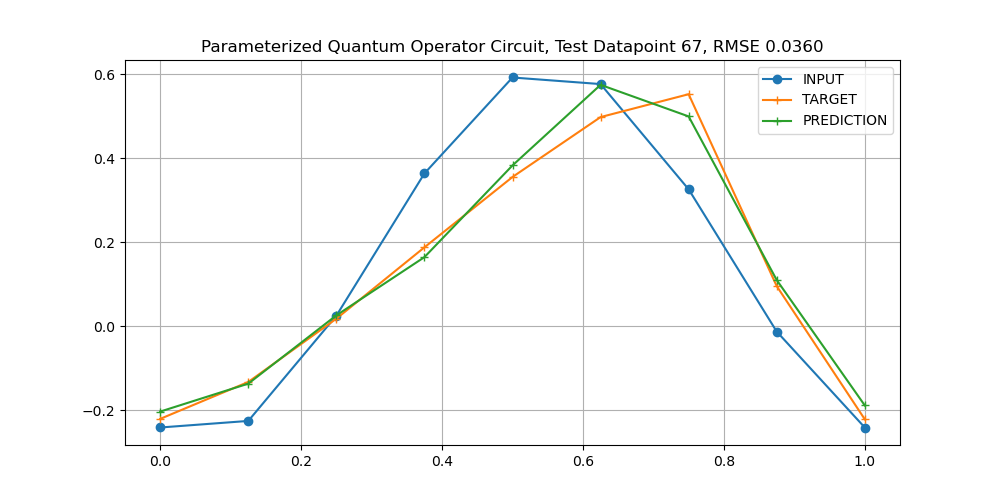 Parameterized Quantum Operator Circuit, Test Datapoint 67, RMSE 0.0360
INPUT
TARGET
PREDICTION
0.6
0.4
0.2
0.0
−0.2
0.0 0.2 0.4 0.6 0.8 1.0